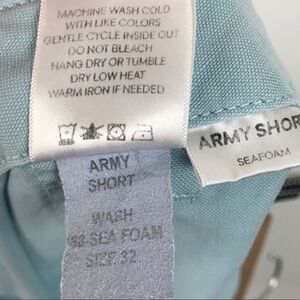 MACHINE WASH COLD
WITH LIKE COLORS
GENTLE CYCLE INSIDE OUT
DO NOT BLEACH
HANG DRY OR TUMBLE
DRY LOW HEAT
WARM IRON IF NEEDED
ARMY SHOR
SEAFOAM
ARMY
SHORT
WASH
SEA FOAM
SIZE 32